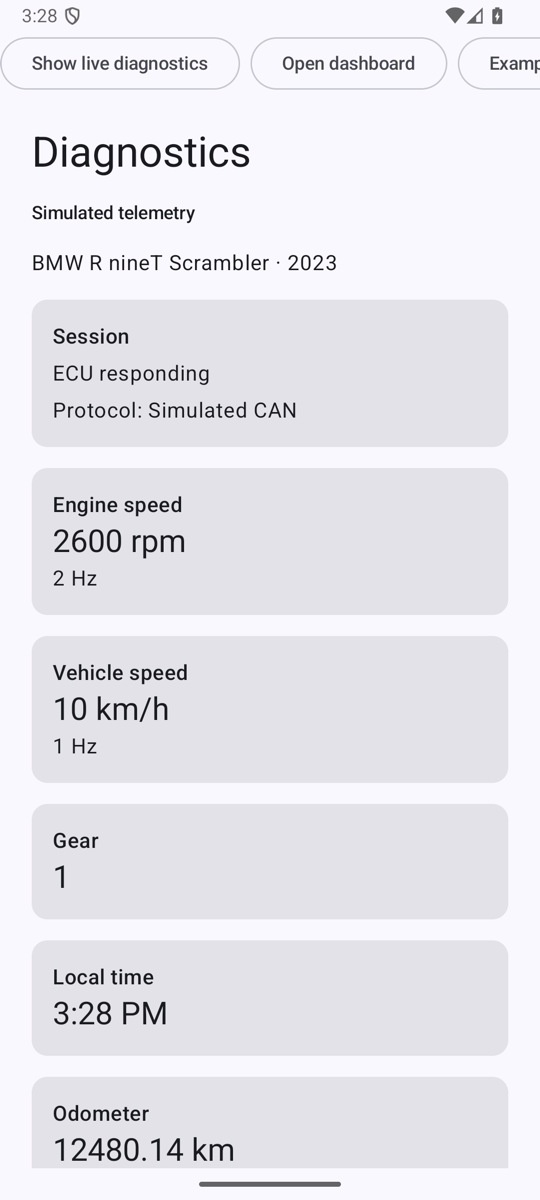 3:28
Show live diagnostics
Open dashboard
Examp
Diagnostics
Simulated telemetry
BMW R nineT Scrambler · 2023
Session
ECU responding
Protocol: Simulated CAN
Engine speed
2600 rpm
2 Hz
Vehicle speed
10 km/h
1 Hz
Gear
1
Local time
3:28 PM
Odometer
12480.14 km